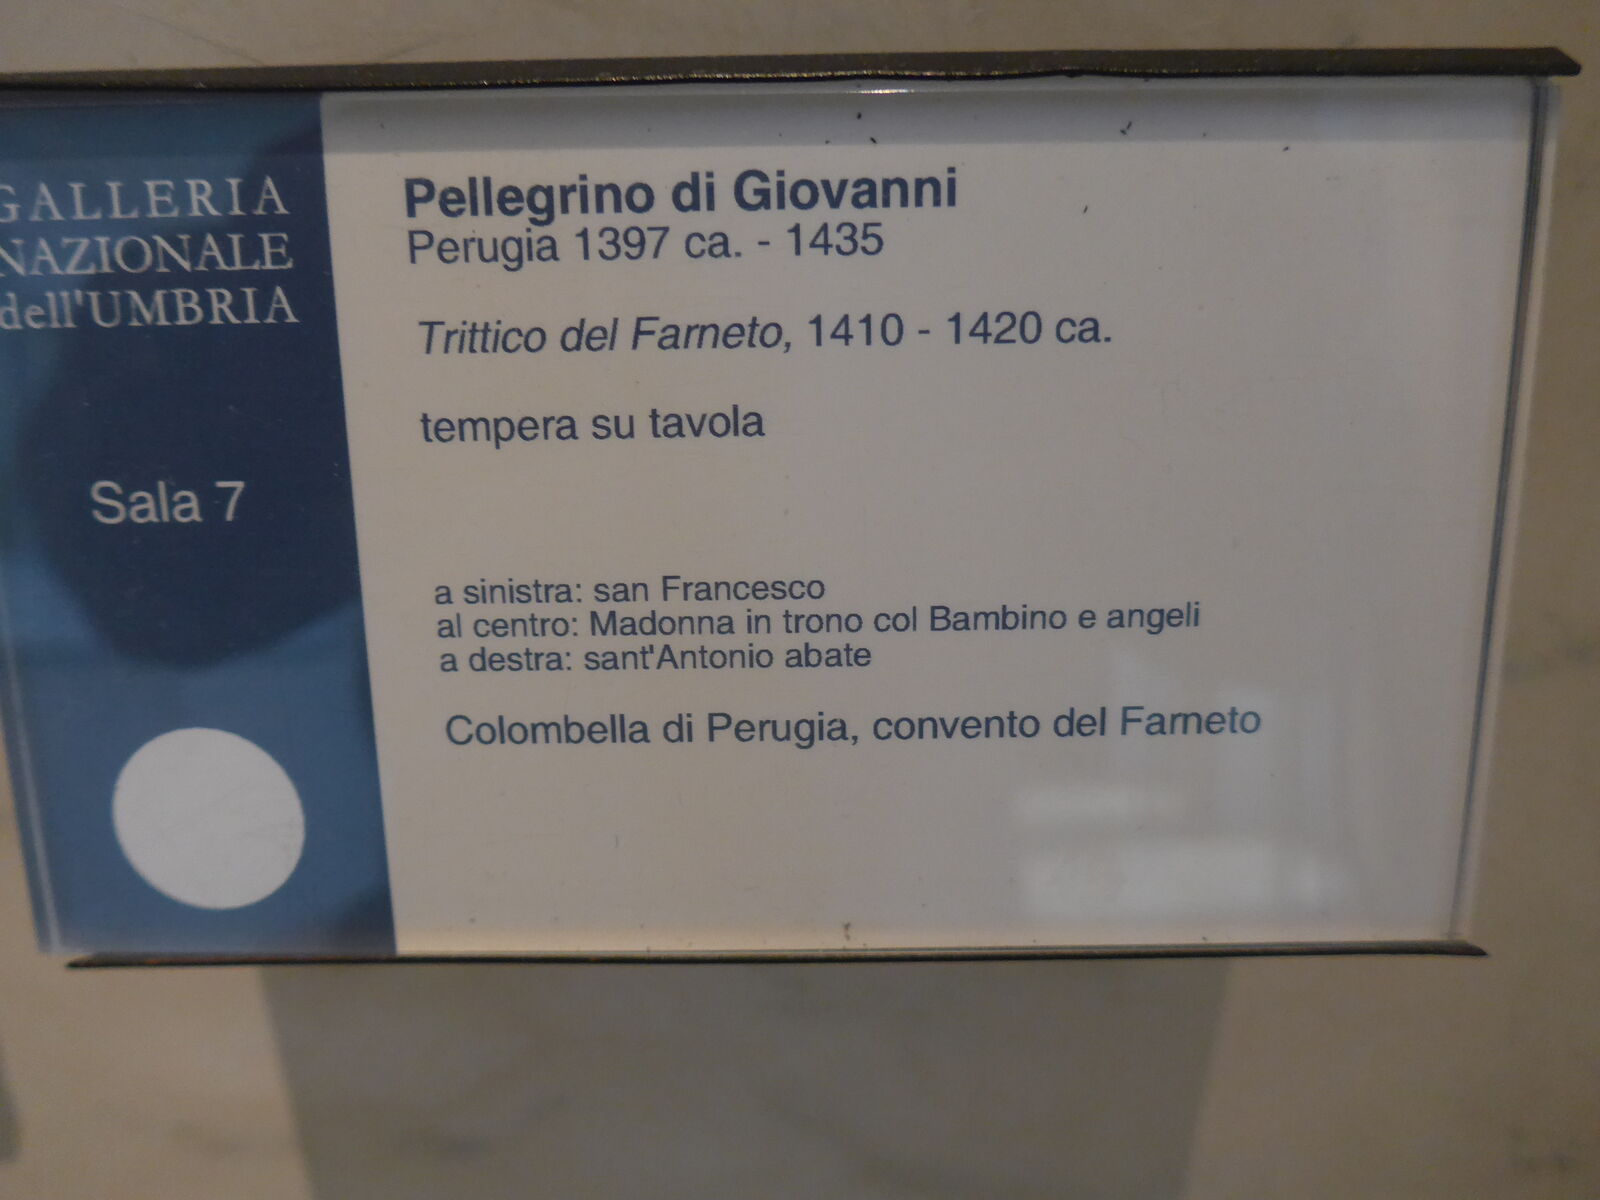 GALLERIA
NAZIONALE
dell'UMBRIA
Sala 7
Pellegrino di Giovanni
Perugia 1397 ca. - 1435
Trittico del Farneto, 1410 - 1420 ca.
tempera su tavola
a sinistra: san Francesco
al centro: Madonna in trono col Bambino e angeli
a destra: sant'Antonio abate
Colombella di Perugia, convento del Farneto